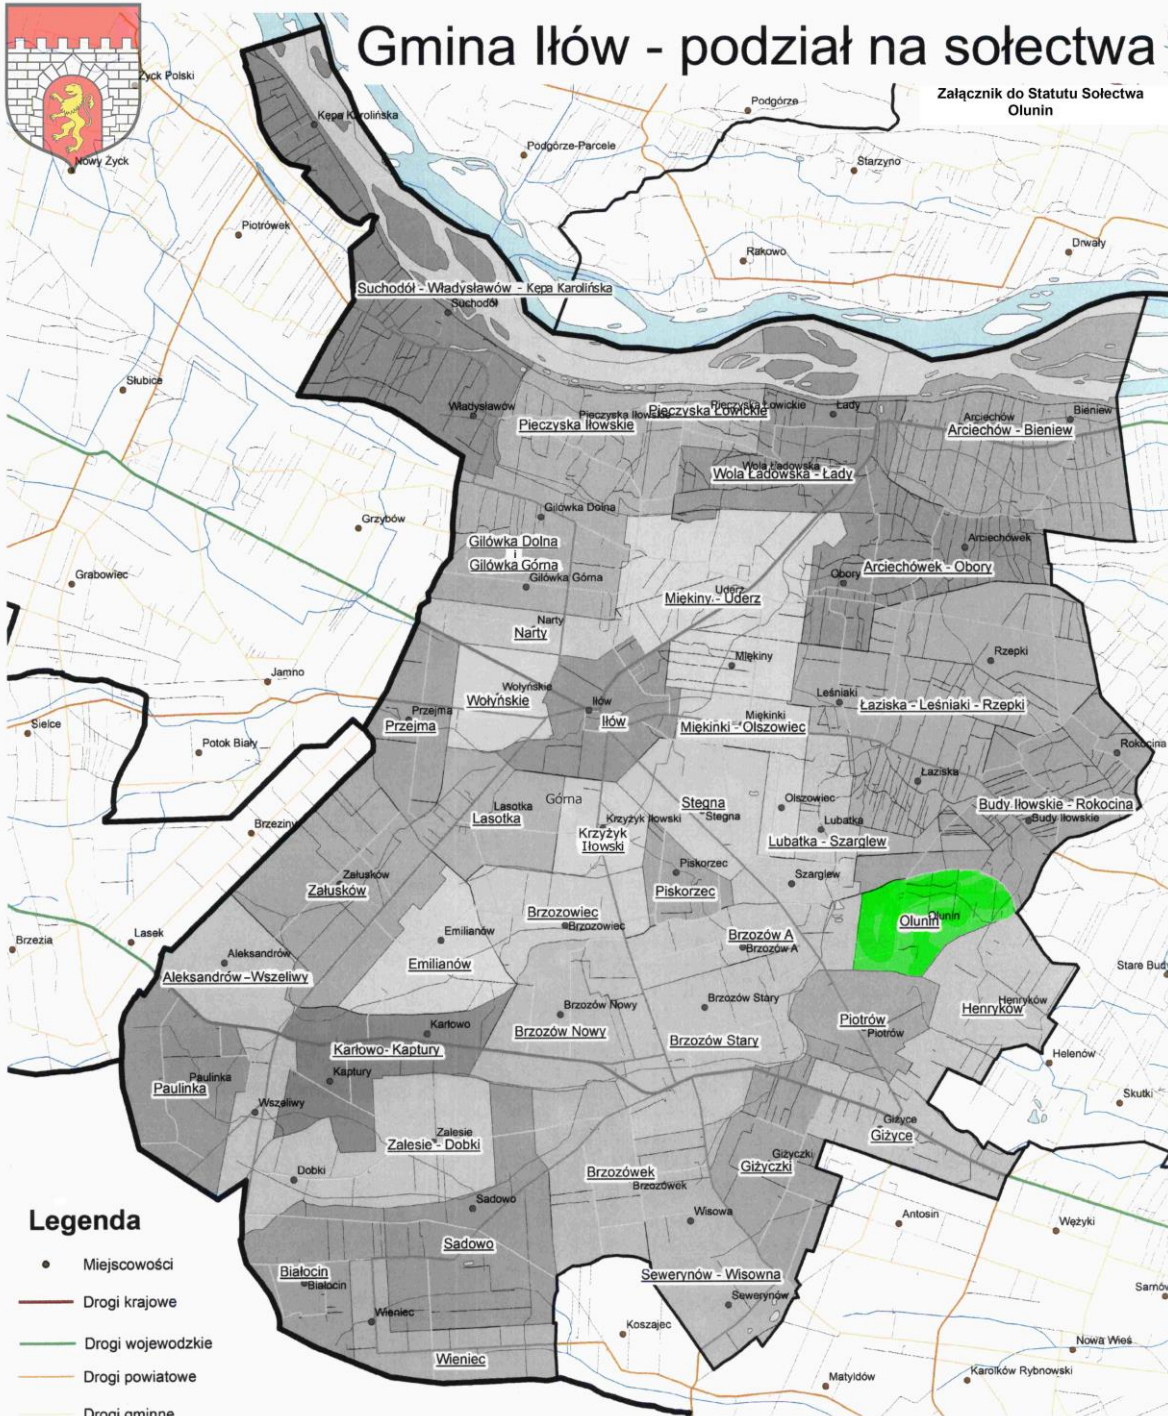 Gmina Iłów - podział na sołectwa
Załącznik do Statutu Sołectwa
Olunin
Życk Polski
Nowy Życk
Kępa Karolińska
Podgórze
Podgórze-Parcele
Starzyno
Piotrówek
Rakowo
Drwały
Suchodół - Władysławów - Kępa Karolińska
Suchodół
Słubice
Władysławów
Pieczyska Iłowskie
Pieczyska Iłowskie
Pieczyska Łowickie
Pieczyska Łowickie
Łady
Arciechów
Bieniew
Arciechów - Bieniew
Wola Ładowska
Wola Ładowska - Łady
Grzybów
Gilówka Dolna
Gilówka Dolna
i
Gilówka Górna
Gilówka Górna
Arciechówek
Arciechówek - Obory
Obory
Grabowiec
Uderz
Miękiny - Uderz
Narty
Narty
Miękiny
Rzepki
Jamno
Wołyńskie
Wołyńskie
Leśniaki
Łaziska - Leśniaki - Rzepki
Iłów
Iłów
Przejma
Przejma
Miękinki
Miękinki - Olszowiec
Sielce
Potok Biały
Rokocina
Łaziska
Górna
Lasotka
Lasotka
Stegna
Stegna
Olszowiec
Budy Iłowskie - Rokocina
Budy Iłowskie
Brzeziny
Krzyżyk Iłowski
Krzyżyk
Iłowski
Lubatka
Lubatka - Szarglew
Piskorzec
Piskorzec
Szarglew
Załusków
Załusków
Brzozowiec
Brzozowiec
Olunin
Olunin
Brzezia
Lasek
Emilianów
Emilianów
Brzozów A
Brzozów A
Aleksandrów
Aleksandrów - Wszeliwy
Stare Budy
Brzozów Nowy
Brzozów Nowy
Brzozów Stary
Brzozów Stary
Henryków
Henryków
Piotrów
Piotrów
Karłowo
Karłowo - Kaptury
Kaptury
Helenów
Paulinka
Paulinka
Skutki
Wszeliwy
Zalesie
Zalesie - Dobki
Giżyce
Giżyce
Dobki
Brzozówek
Brzozówek
Giżyczki
Giżyczki
Sadowo
Sadowo
Wisowa
Antosin
Wężyki
Legenda
Miejscowości
Drogi krajowe
Drogi wojewodzkie
Drogi powiatowe
Drogi gminne
Białocin
Białocin
Sewerynów - Wisowna
Sewerynów
Wieniec
Wieniec
Koszajec
Nowa Wieś
Matyldów
Karolków Rybnowski